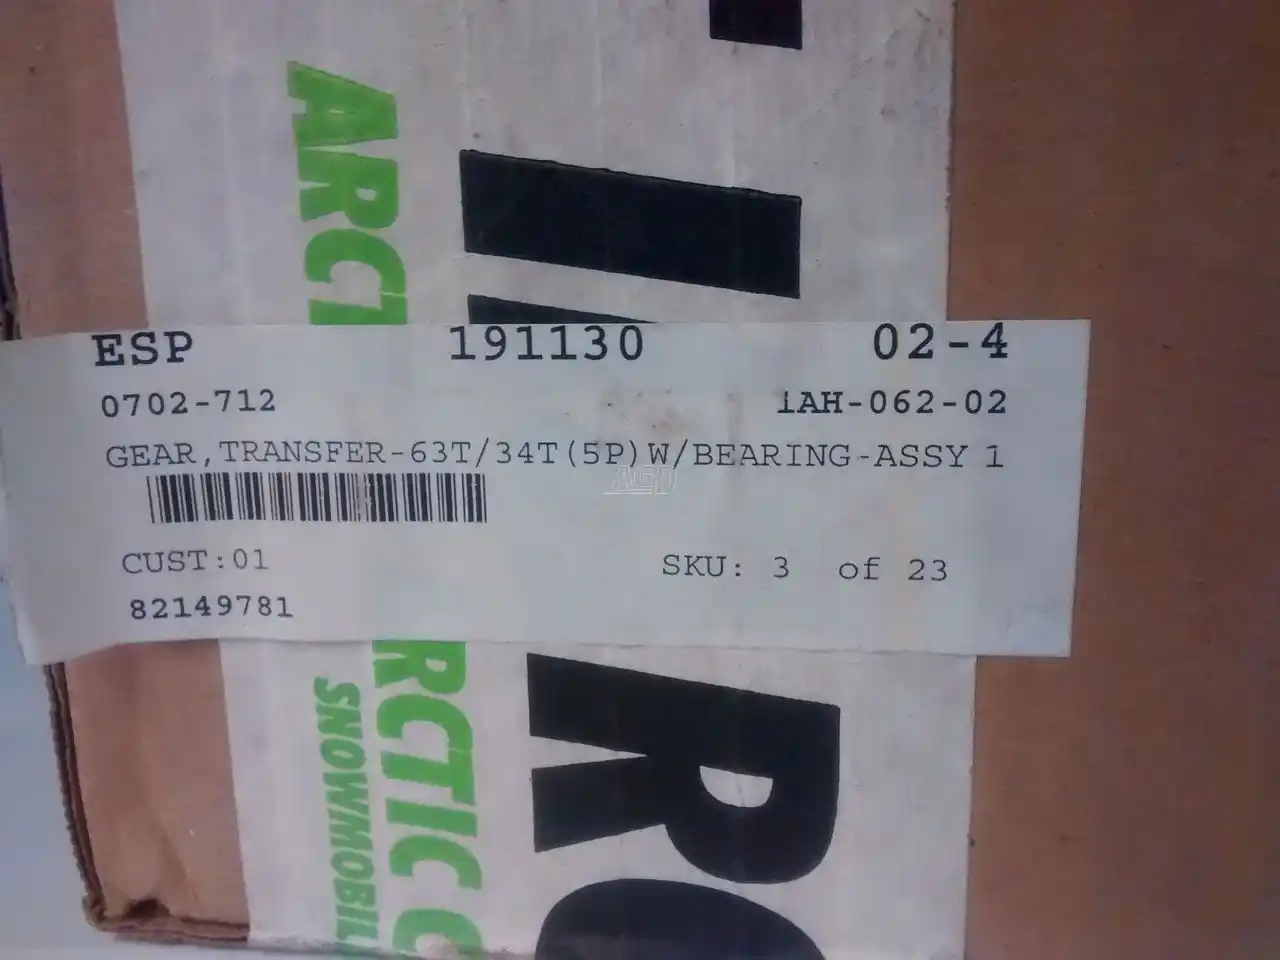 ESP 191130 02-4
0702-712 1AH-062-02
GEAR,TRANSFER-63T/34T(5P)W/BEARING-ASSY 1
AGD
CUST:01 SKU: 3 of 23
82149781
ARCTIC C
SNOWMOBIL